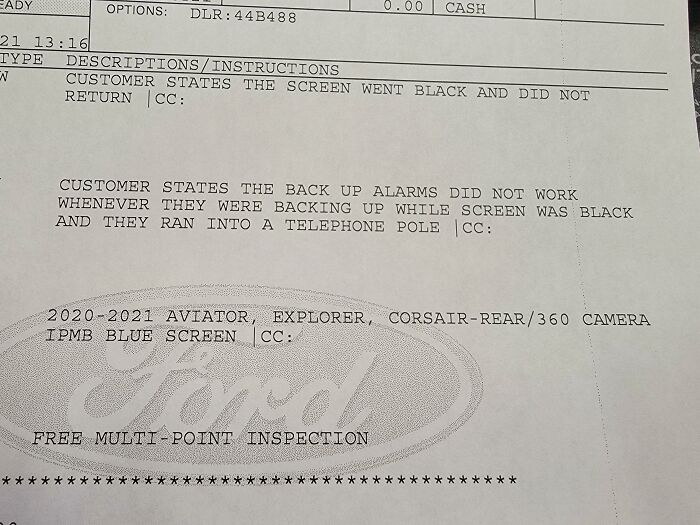 EADY
OPTIONS: DLR:44B488
0.00 CASH
21 13:16
TYPE DESCRIPTIONS/INSTRUCTIONS
W CUSTOMER STATES THE SCREEN WENT BLACK AND DID NOT
RETURN |CC:
CUSTOMER STATES THE BACK UP ALARMS DID NOT WORK
WHENEVER THEY WERE BACKING UP WHILE SCREEN WAS BLACK
AND THEY RAN INTO A TELEPHONE POLE |CC:
2020-2021 AVIATOR, EXPLORER, CORSAIR-REAR/360 CAMERA
IPMB BLUE SCREEN |CC:
Ford
FREE MULTI-POINT INSPECTION
*******************************************